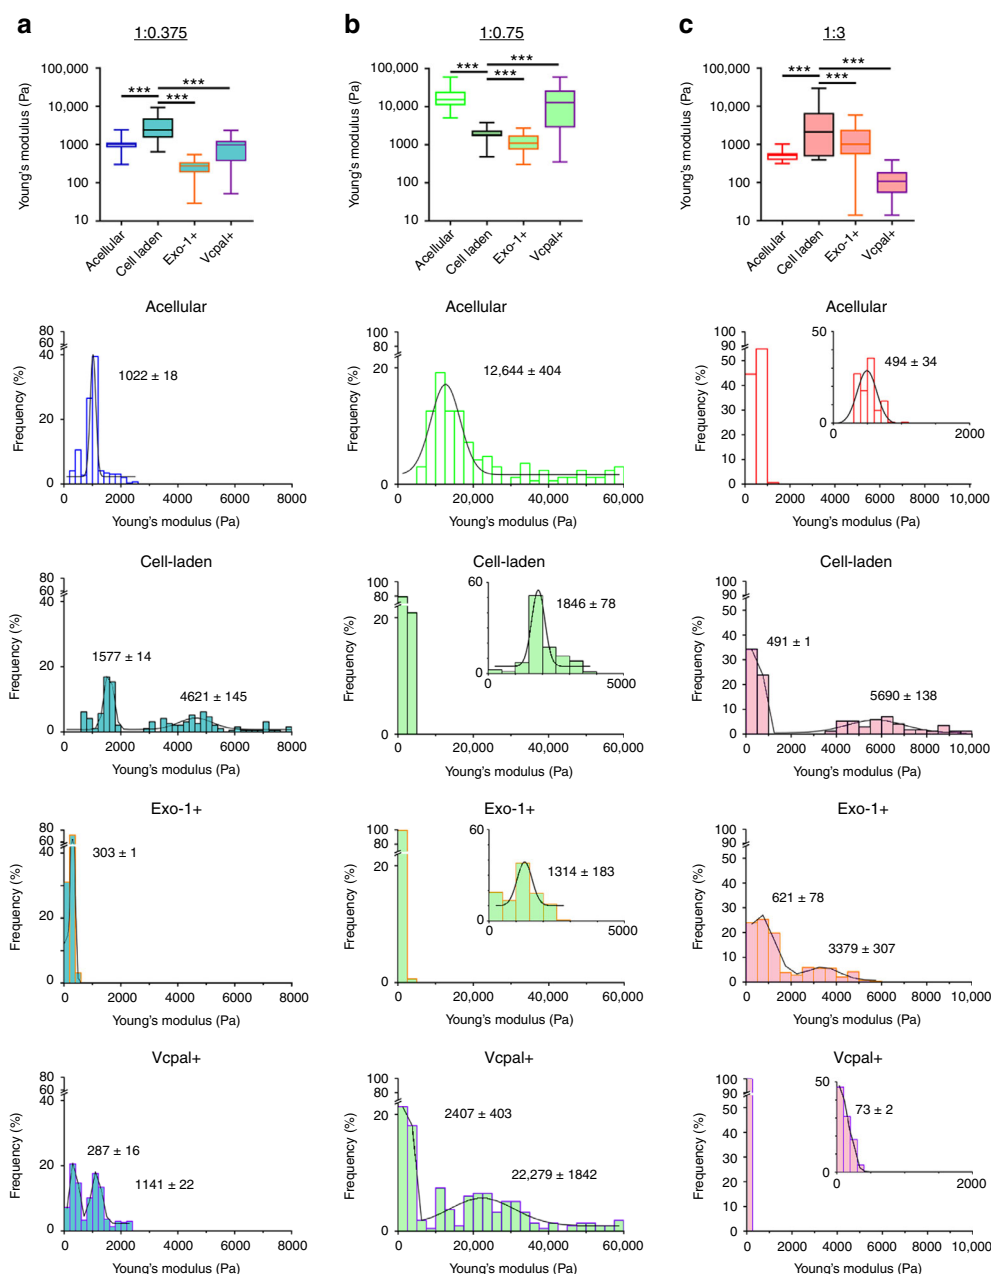 a
1:0.375
Young's modulus (Pa)
100,000
10,000
1000
100
10
***
***
***
Acellular
Cell laden
Exo-1+
Vcpal+
b
1:0.75
Young's modulus (Pa)
100,000
10,000
1000
100
10
***
***
***
Acellular
Cell laden
Exo-1+
Vcpal+
c
1:3
Young's modulus (Pa)
100,000
10,000
1000
100
10
***
***
***
Acellular
Cell laden
Exo-1+
Vcpal+
Acellular
Frequency (%)
80
60
40
20
0
1022 ± 18
0 2000 4000 6000 8000
Young's modulus (Pa)
Acellular
Frequency (%)
100
80
20
0
12,644 ± 404
0 20,000 40,000 60,000
Young's modulus (Pa)
Acellular
Frequency (%)
100
90
50
40
30
20
10
0
50
0
494 ± 34
0 2000
0 2000 4000 6000 8000 10,000
Young's modulus (Pa)
Cell-laden
Frequency (%)
80
60
40
20
0
1577 ± 14
4621 ± 145
0 2000 4000 6000 8000
Young's modulus (Pa)
Cell-laden
Frequency (%)
100
80
60
20
0
60
0
1846 ± 78
0 5000
0 20,000 40,000 60,000
Young's modulus (Pa)
Cell-laden
Frequency (%)
100
90
50
40
30
20
10
0
491 ± 1
5690 ± 138
0 2000 4000 6000 8000 10,000
Young's modulus (Pa)
Exo-1+
Frequency (%)
80
60
40
20
0
303 ± 1
0 2000 4000 6000 8000
Young's modulus (Pa)
Exo-1+
Frequency (%)
100
80
60
20
0
60
0
1314 ± 183
0 5000
0 20,000 40,000 60,000
Young's modulus (Pa)
Exo-1+
Frequency (%)
100
90
50
40
30
20
10
0
621 ± 78
3379 ± 307
0 2000 4000 6000 8000 10,000
Young's modulus (Pa)
Vcpal+
Frequency (%)
80
60
40
20
0
287 ± 16
1141 ± 22
0 2000 4000 6000 8000
Young's modulus (Pa)
Vcpal+
Frequency (%)
100
80
60
20
0
2407 ± 403
22,279 ± 1842
0 20,000 40,000 60,000
Young's modulus (Pa)
Vcpal+
Frequency (%)
100
90
50
40
30
20
10
0
50
0
73 ± 2
0 2000
0 2000 4000 6000 8000 10,000
Young's modulus (Pa)